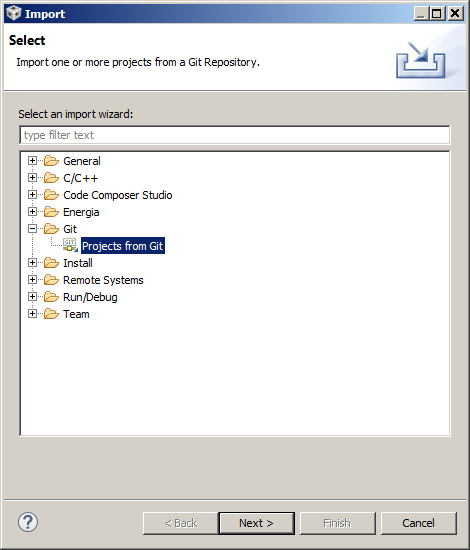 Import
Select
Import one or more projects from a Git Repository.
Select an import wizard:
type filter text
General
C/C++
Code Composer Studio
Energia
Git
GIT
Projects from Git
Install
Remote Systems
Run/Debug
Team
?
< Back
Next >
Finish
Cancel